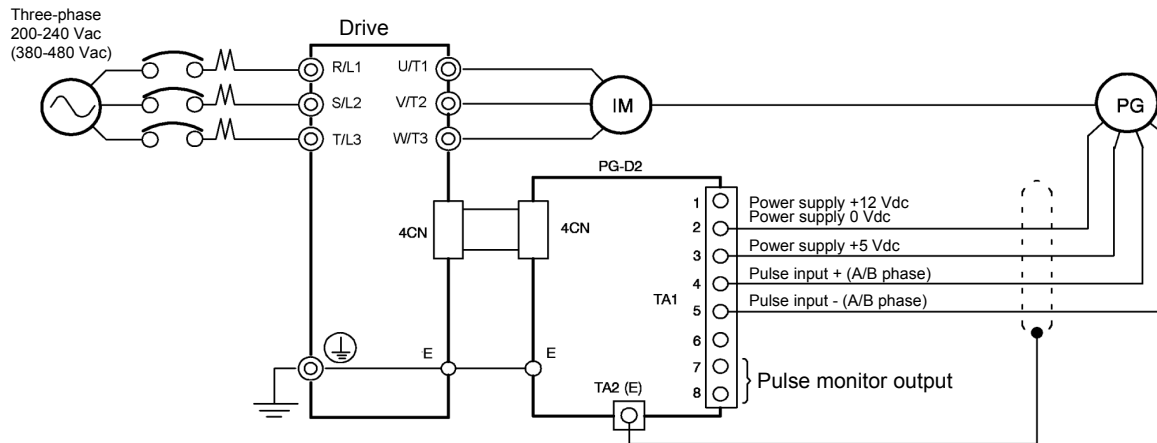 Three-phase
200-240 Vac
(380-480 Vac)
Drive
R/L1
U/T1
S/L2
V/T2
T/L3
W/T3
IM
PG
PG-D2
4CN
4CN
1
Power supply +12 Vdc
2
Power supply 0 Vdc
3
Power supply +5 Vdc
4
Pulse input + (A/B phase)
TA1
5
Pulse input - (A/B phase)
6
7
8
Pulse monitor output
E
E
TA2 (E)